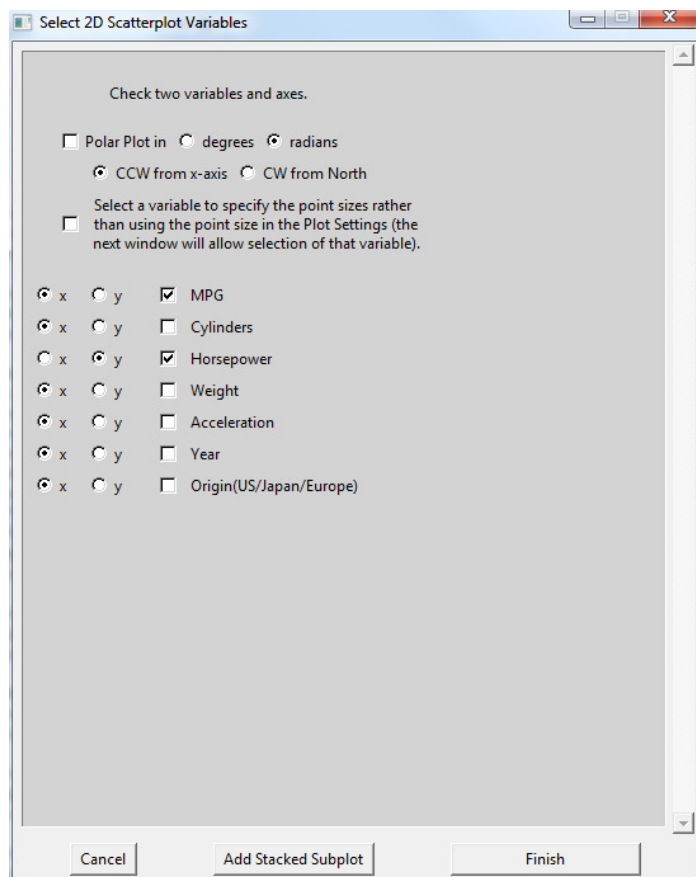 Select 2D Scatterplot Variables
Check two variables and axes.
Polar Plot in degrees radians
CCW from x-axis CW from North
Select a variable to specify the point sizes rather
than using the point size in the Plot Settings (the
next window will allow selection of that variable).
x y MPG
x y Cylinders
x y Horsepower
x y Weight
x y Acceleration
x y Year
x y Origin(US/Japan/Europe)
Cancel Add Stacked Subplot Finish